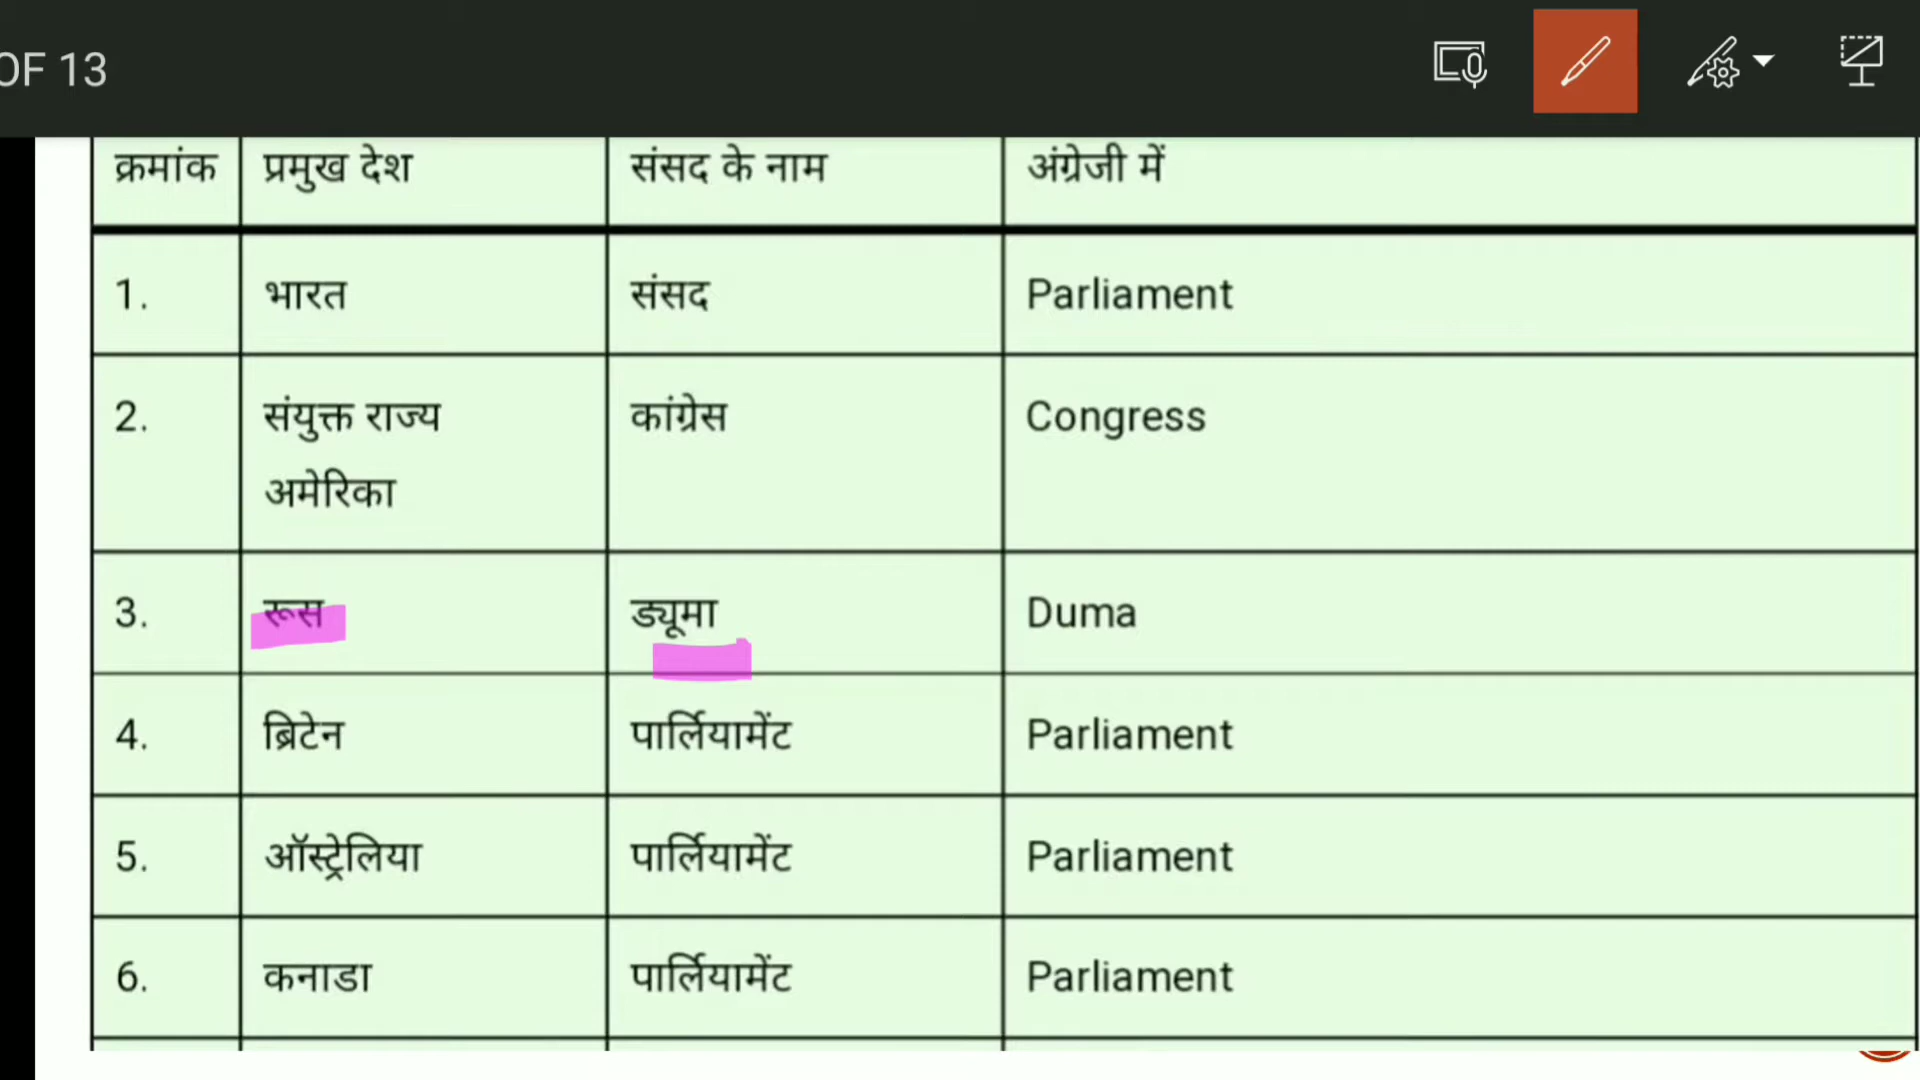 OF 13
क्रमांक प्रमुख देश संसद के नाम अंग्रेजी में
1. भारत संसद Parliament
2. संयुक्त राज्य कांग्रेस Congress
अमेरिका
3. रूस ड्यूमा Duma
4. ब्रिटेन पार्लियामेंट Parliament
5. ऑस्ट्रेलिया पार्लियामेंट Parliament
6. कनाडा पार्लियामेंट Parliament